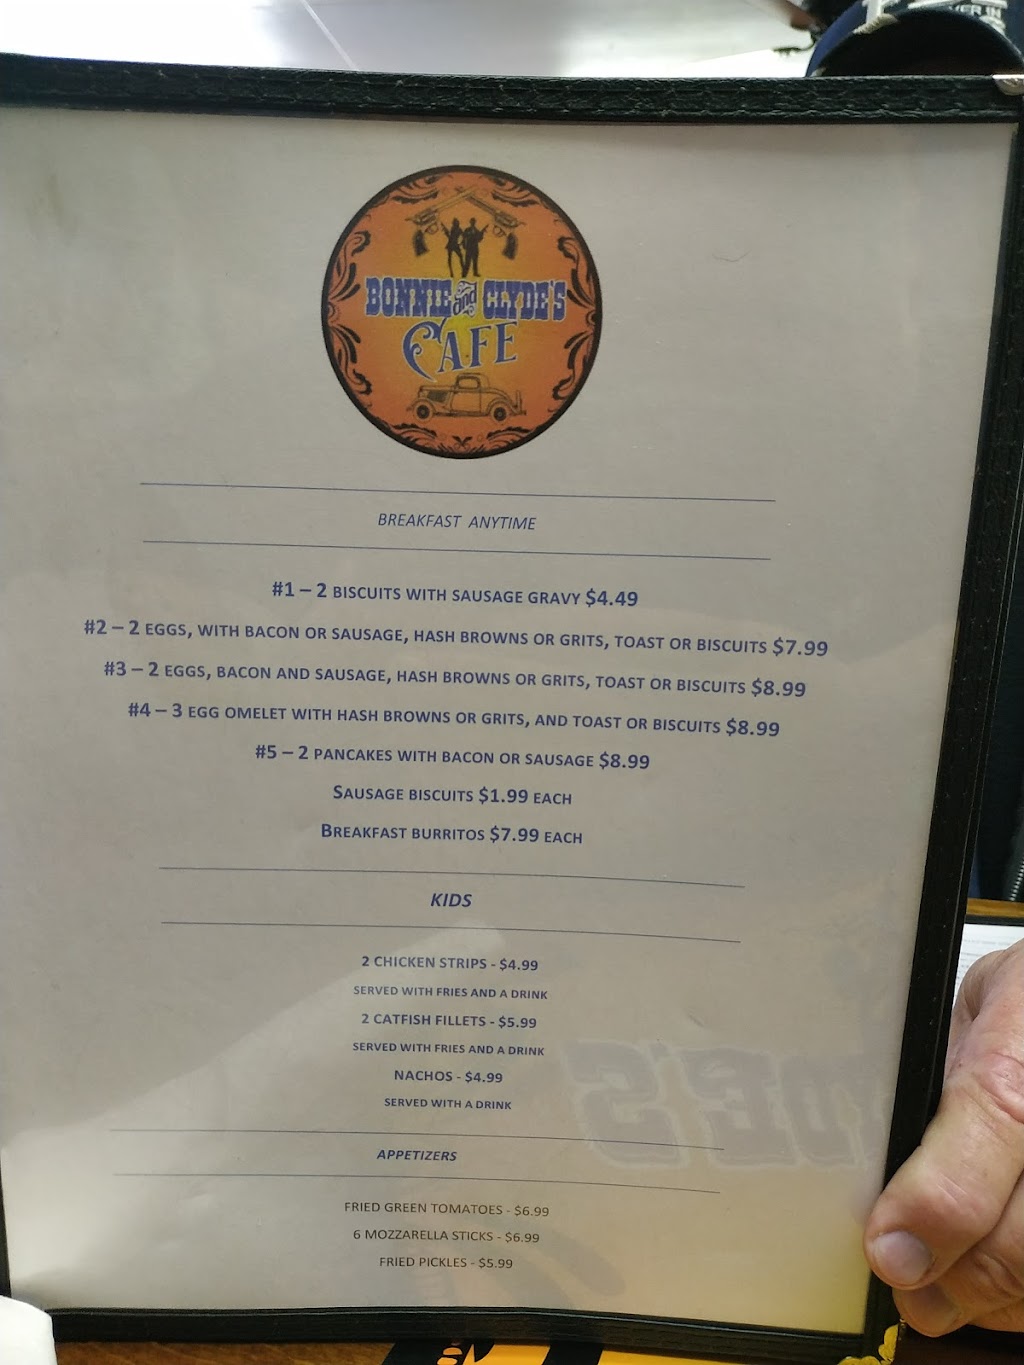 VER IN
BONNIE and CLYDE'S
CAFE
BREAKFAST ANYTIME
#1 – 2 BISCUITS WITH SAUSAGE GRAVY $4.49
#2 – 2 EGGS, WITH BACON OR SAUSAGE, HASH BROWNS OR GRITS, TOAST OR BISCUITS $7.99
#3 – 2 EGGS, BACON AND SAUSAGE, HASH BROWNS OR GRITS, TOAST OR BISCUITS $8.99
#4 – 3 EGG OMELET WITH HASH BROWNS OR GRITS, AND TOAST OR BISCUITS $8.99
#5 – 2 PANCAKES WITH BACON OR SAUSAGE $8.99
SAUSAGE BISCUITS $1.99 EACH
BREAKFAST BURRITOS $7.99 EACH
KIDS
2 CHICKEN STRIPS - $4.99
SERVED WITH FRIES AND A DRINK
2 CATFISH FILLETS - $5.99
SERVED WITH FRIES AND A DRINK
NACHOS - $4.99
SERVED WITH A DRINK
APPETIZERS
FRIED GREEN TOMATOES - $6.99
6 MOZZARELLA STICKS - $6.99
FRIED PICKLES - $5.99